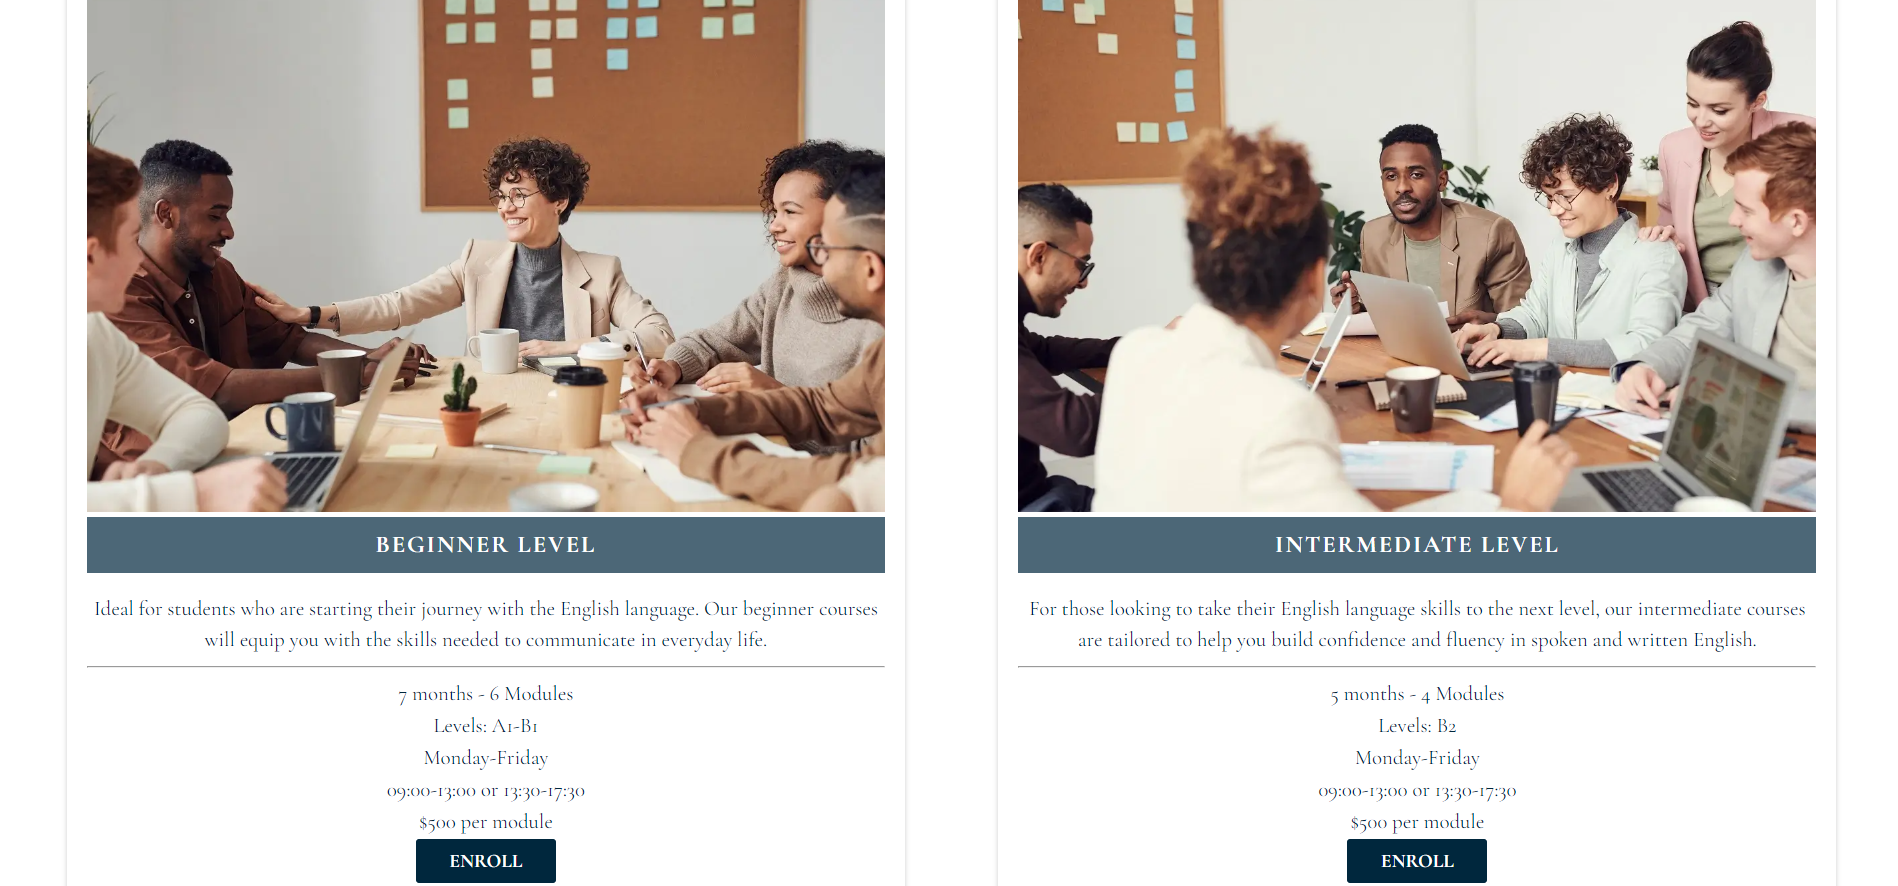 BEGINNER LEVEL
Ideal for students who are starting their journey with the English language. Our beginner courses
will equip you with the skills needed to communicate in everyday life.
7 months - 6 Modules
Levels: A1-B1
Monday-Friday
09:00-13:00 or 13:30-17:30
$500 per module
ENROLL
INTERMEDIATE LEVEL
For those looking to take their English language skills to the next level, our intermediate courses
are tailored to help you build confidence and fluency in spoken and written English.
5 months - 4 Modules
Levels: B2
Monday-Friday
09:00-13:00 or 13:30-17:30
$500 per module
ENROLL